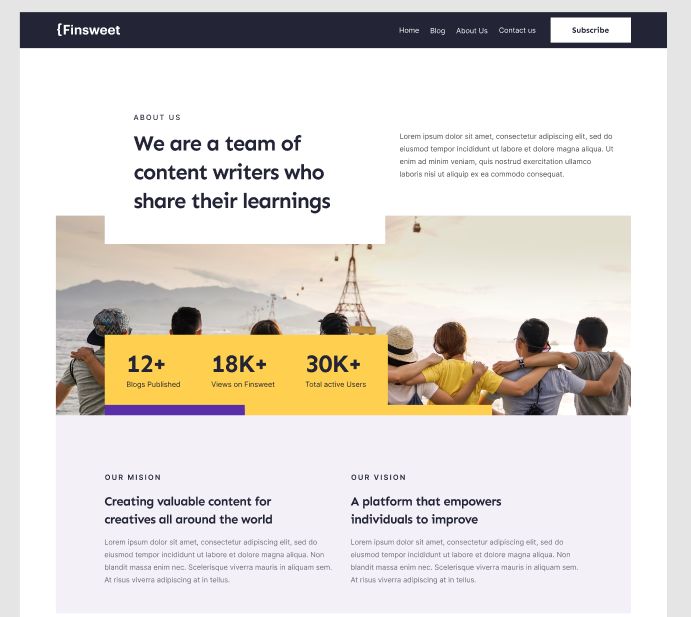 {Finsweet
Home Blog About Us Contact us Subscribe
ABOUT US
We are a team of
content writers who
share their learnings
Lorem ipsum dolor sit amet, consectetur adipiscing elit, sed do
eiusmod tempor incididunt ut labore et dolore magna aliqua. Ut
enim ad minim veniam, quis nostrud exercitation ullamco
laboris nisi ut aliquip ex ea commodo consequat.
12+ 18K+ 30K+
Blogs Published Views on Finsweet Total active Users
OUR MISION
Creating valuable content for
creatives all around the world
Lorem ipsum dolor sit amet, consectetur adipiscing elit, sed do
eiusmod tempor incididunt ut labore et dolore magna aliqua. Non
blandit massa enim nec. Scelerisque viverra mauris in aliquam sem.
At risus viverra adipiscing at in tellus.
OUR VISION
A platform that empowers
individuals to improve
Lorem ipsum dolor sit amet, consectetur adipiscing elit, sed do
eiusmod tempor incididunt ut labore et dolore magna aliqua. Non
blandit massa enim nec. Scelerisque viverra mauris in aliquam sem.
At risus viverra adipiscing at in tellus.